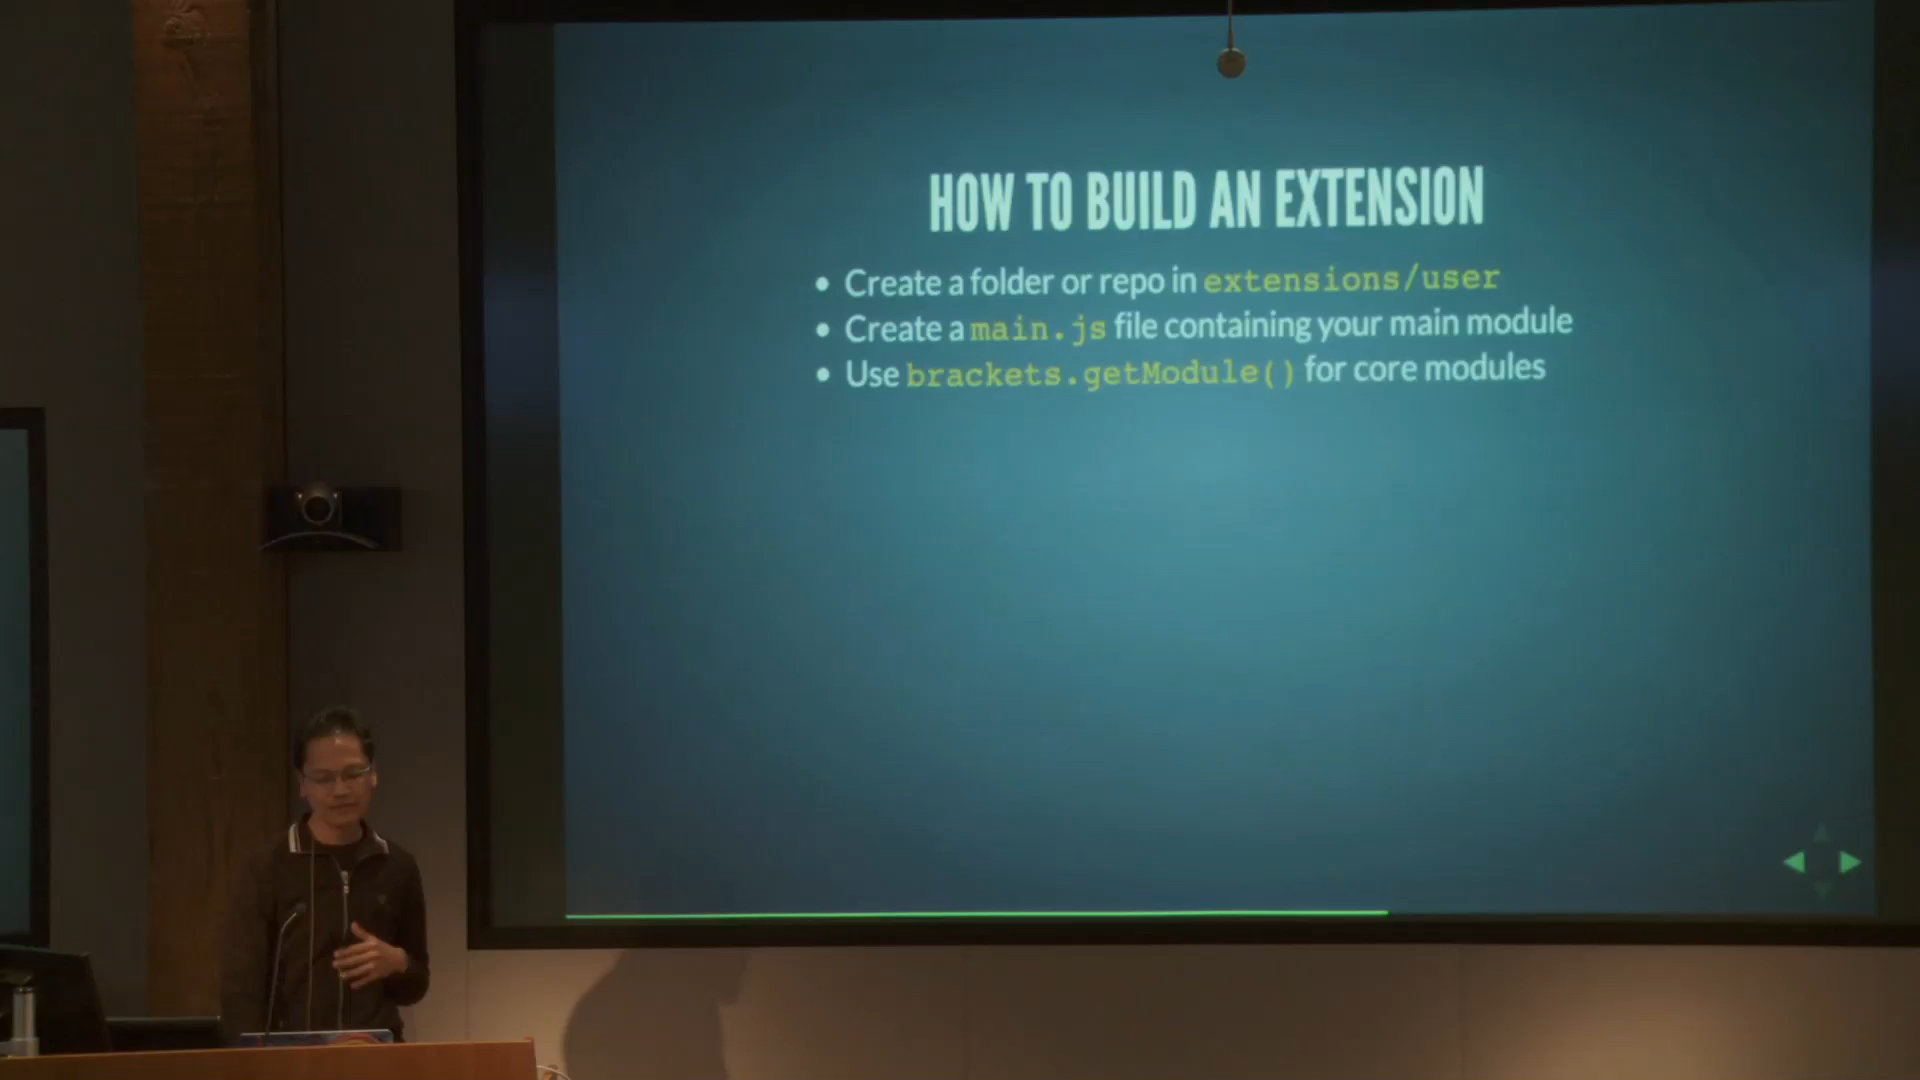 HOW TO BUILD AN EXTENSION
• Create a folder or repo in extensions/user
• Create a main.js file containing your main module
• Use brackets.getModule() for core modules